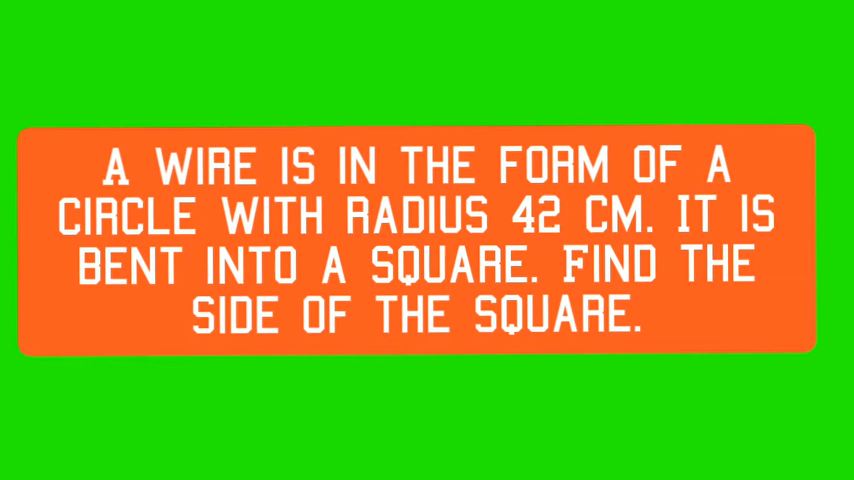 A WIRE IS IN THE FORM OF A
CIRCLE WITH RADIUS 42 CM. IT IS
BENT INTO A SQUARE. FIND THE
SIDE OF THE SQUARE.